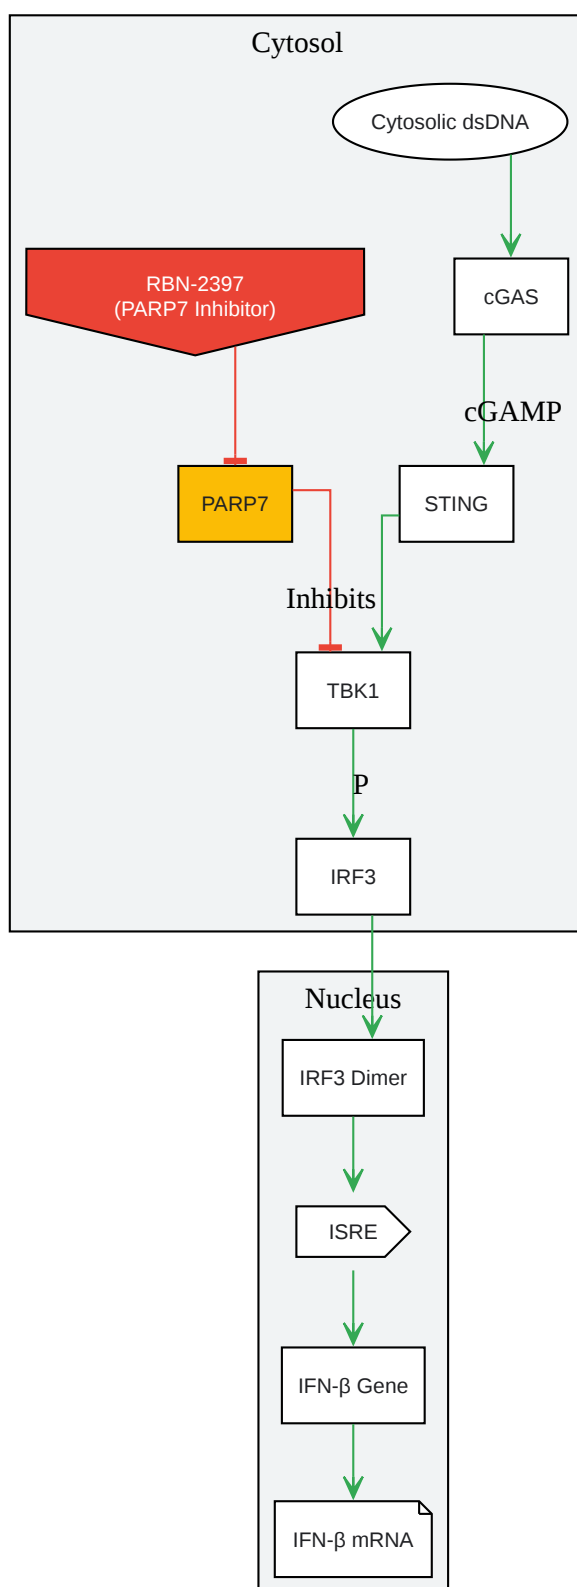 Cytosol
Cytosolic dsDNA
RBN-2397
(PARP7 Inhibitor)
cGAS
cGAMP
PARP7
STING
Inhibits
TBK1
P
IRF3
Nucleus
IRF3 Dimer
ISRE
IFN-β Gene
IFN-β mRNA